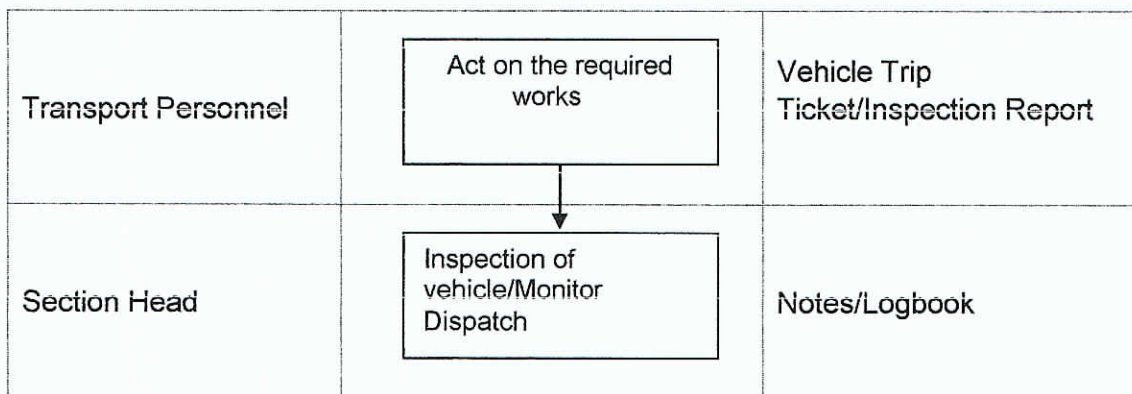 Transport Personnel
Act on the required
works
Vehicle Trip
Ticket/Inspection Report
Section Head
Inspection of
vehicle/Monitor
Dispatch
Notes/Logbook